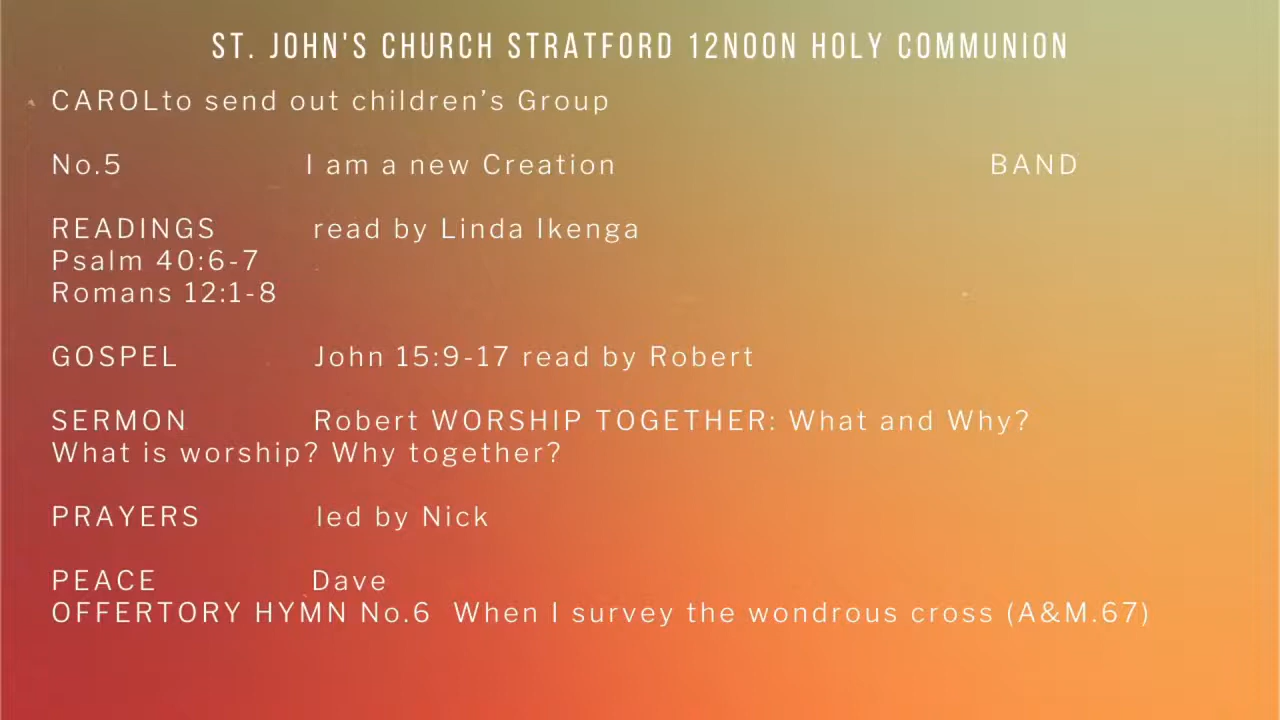 ST. JOHN'S CHURCH STRATFORD 12NOON HOLY COMMUNION
CAROLto send out children’s Group
No.5 I am a new Creation BAND
READINGS read by Linda Ikenga
Psalm 40:6-7
Romans 12:1-8
GOSPEL John 15:9-17 read by Robert
SERMON Robert WORSHIP TOGETHER: What and Why?
What is worship? Why together?
PRAYERS led by Nick
PEACE Dave
OFFERTORY HYMN No.6 When I survey the wondrous cross (A&M.67)